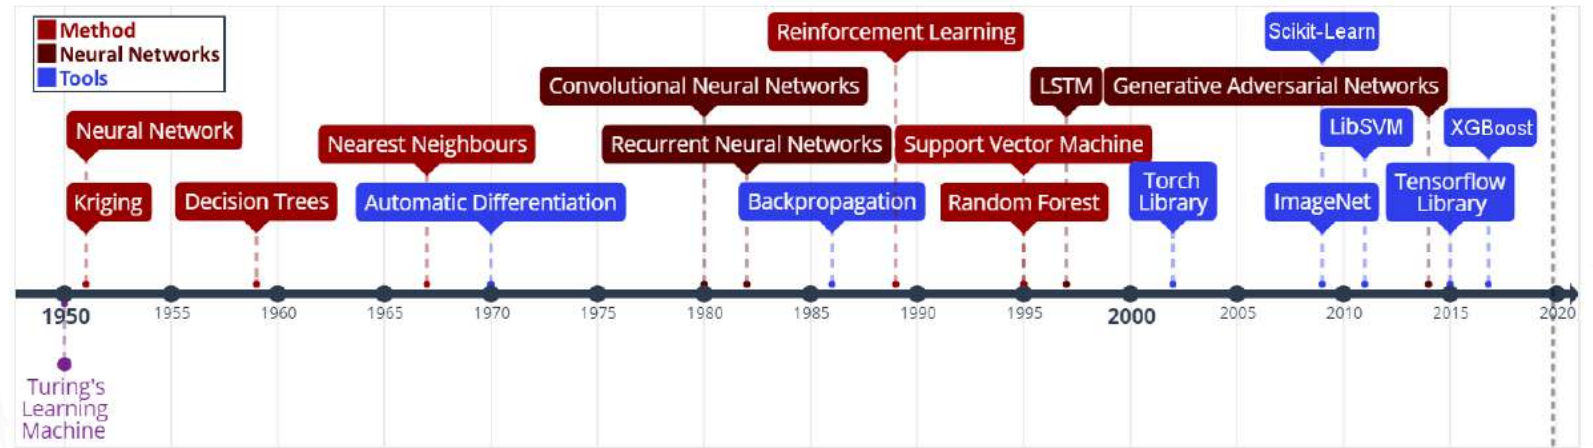 Method
Neural Networks
Tools
Reinforcement Learning
Scikit-Learn
Convolutional Neural Networks
LSTM
Generative Adversarial Networks
Neural Network
Nearest Neighbours
Recurrent Neural Networks
Support Vector Machine
LibSVM
XGBoost
Kriging
Decision Trees
Automatic Differentiation
Backpropagation
Random Forest
Torch
Library
ImageNet
Tensorflow
Library
1950
1955
1960
1965
1970
1975
1980
1985
1990
1995
2000
2005
2010
2015
2020
Turing's
Learning
Machine